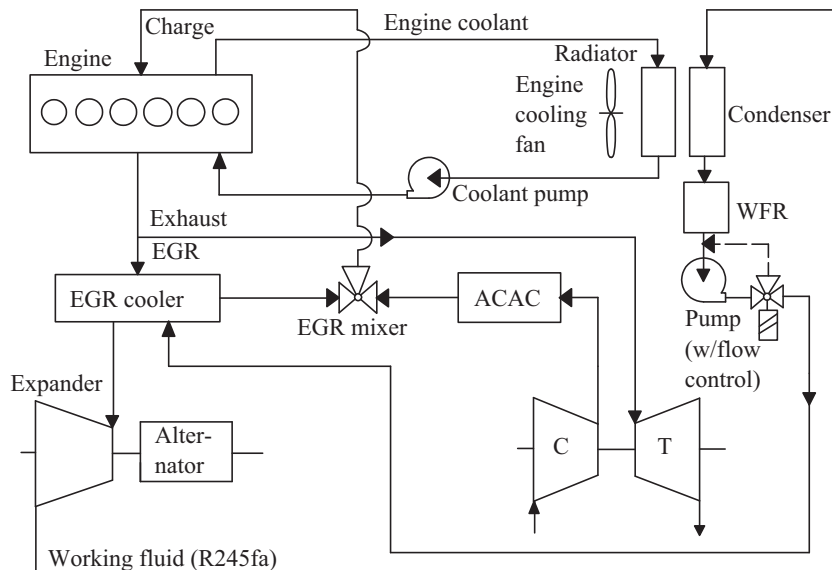 Charge
Engine coolant
Engine
Radiator
Engine
cooling
fan
Condenser
Coolant pump
WFR
Exhaust
EGR
EGR cooler
ACAC
EGR mixer
Pump
(w/flow
control)
Expander
Alter-
nator
C
T
Working fluid (R245fa)